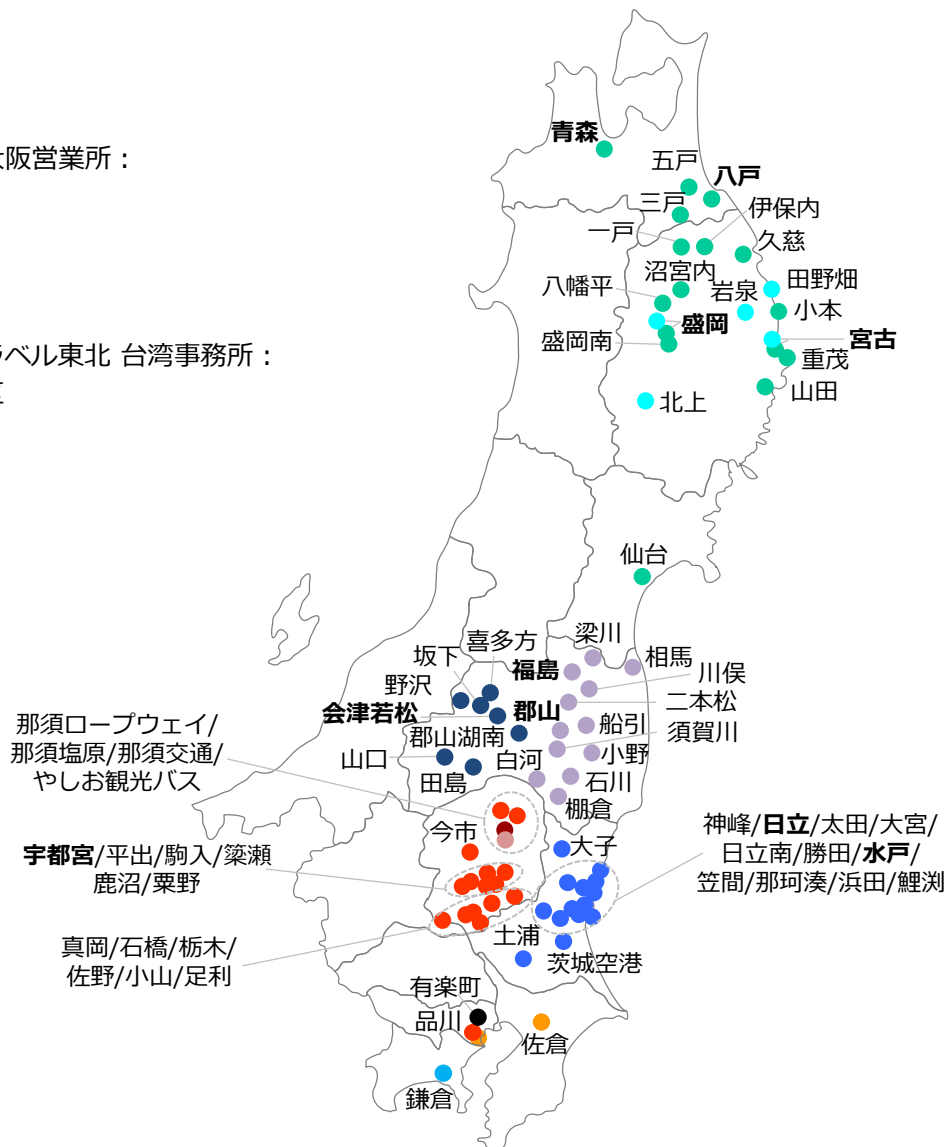 青森
大阪営業所：
五戸
八戸
三戸
伊保内
一戸
久慈
沼宮内
田野畑
八幡平
岩泉
小本
盛岡
宮古
盛岡南
ラベル東北 台湾事務所：
重茂
山田
北上
仙台
梁川
喜多方
坂下
福島
相馬
川俣
野沢
二本松
会津若松
郡山
船引
須賀川
那須ロープウェイ/
那須塩原/那須交通/
やしお観光バス
郡山湖南
山口
白河
小野
田島
石川
棚倉
今市
大子
神峰/日立/太田/大宮/
日立南/勝田/水戸/
笠間/那珂湊/浜田/鯉渕
宇都宮/平出/駒入/簗瀬
鹿沼/粟野
真岡/石橋/栃木/
佐野/小山/足利
土浦
茨城空港
有楽町
品川
佐倉
鎌倉